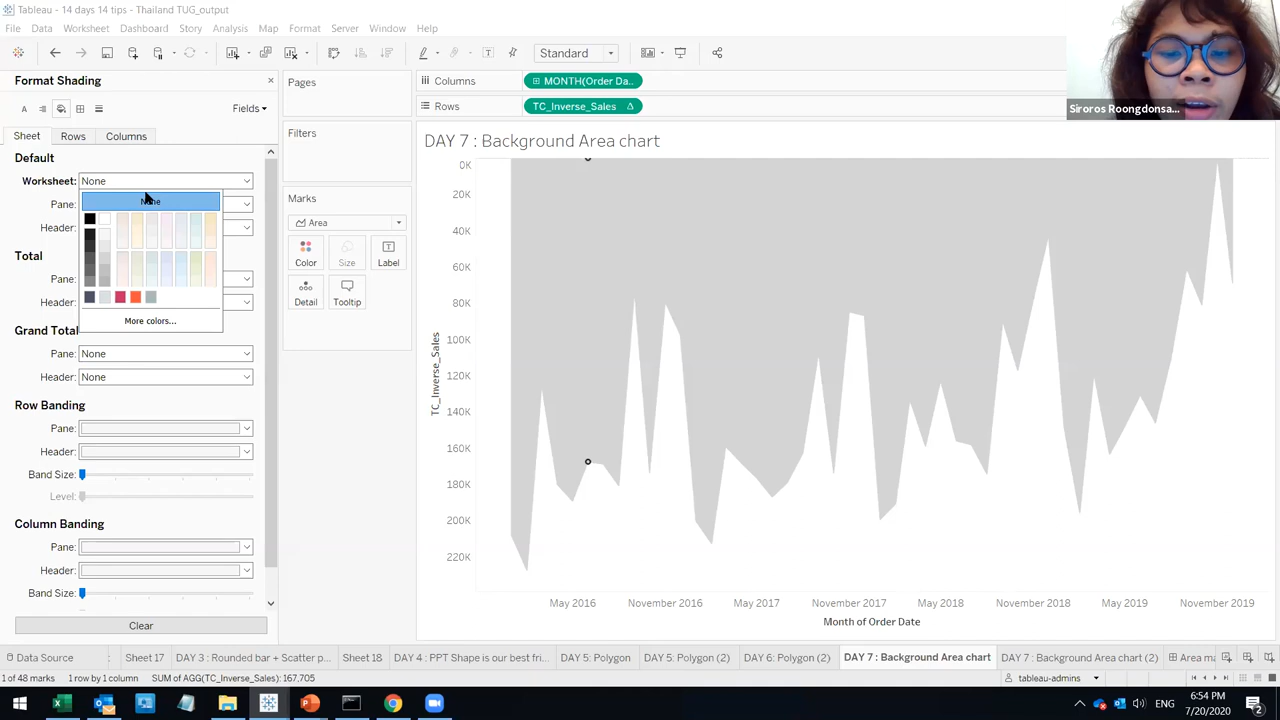 Tableau - 14 days 14 tips - Thailand TUG_output
File Data Worksheet Dashboard Story Analysis Map Format Server Window Help
Standard
Format Shading
Fields
Sheet Rows Columns
Default
Worksheet: None
None
Pane:
Header:
Total
Pane:
Header:
More colors...
Grand Total
Pane: None
Header: None
Row Banding
Pane:
Header:
Band Size:
Level:
Column Banding
Pane:
Header:
Band Size:
Clear
Pages
Filters
Marks
Area
Color Size Label
Detail Tooltip
Columns MONTH(Order Da..
Rows TC_Inverse_Sales Δ
Siroros Roongdonsa...
DAY 7 : Background Area chart
0K
20K
40K
60K
80K
100K
120K
140K
160K
180K
200K
220K
TC_Inverse_Sales
May 2016 November 2016 May 2017 November 2017 May 2018 November 2018 May 2019 November 2019
Month of Order Date
Data Source Sheet 17 DAY 3 : Rounded bar + Scatter p... Sheet 18 DAY 4 : PPT Shape is our best fri... DAY 5: Polygon DAY 5: Polygon (2) DAY 6: Polygon (2) DAY 7 : Background Area chart DAY 7 : Background Area chart (2) Area ma
1 of 48 marks 1 row by 1 column SUM of AGG(TC_Inverse_Sales): 167,705 tableau-admins
ENG
6:54 PM
7/20/2020
2